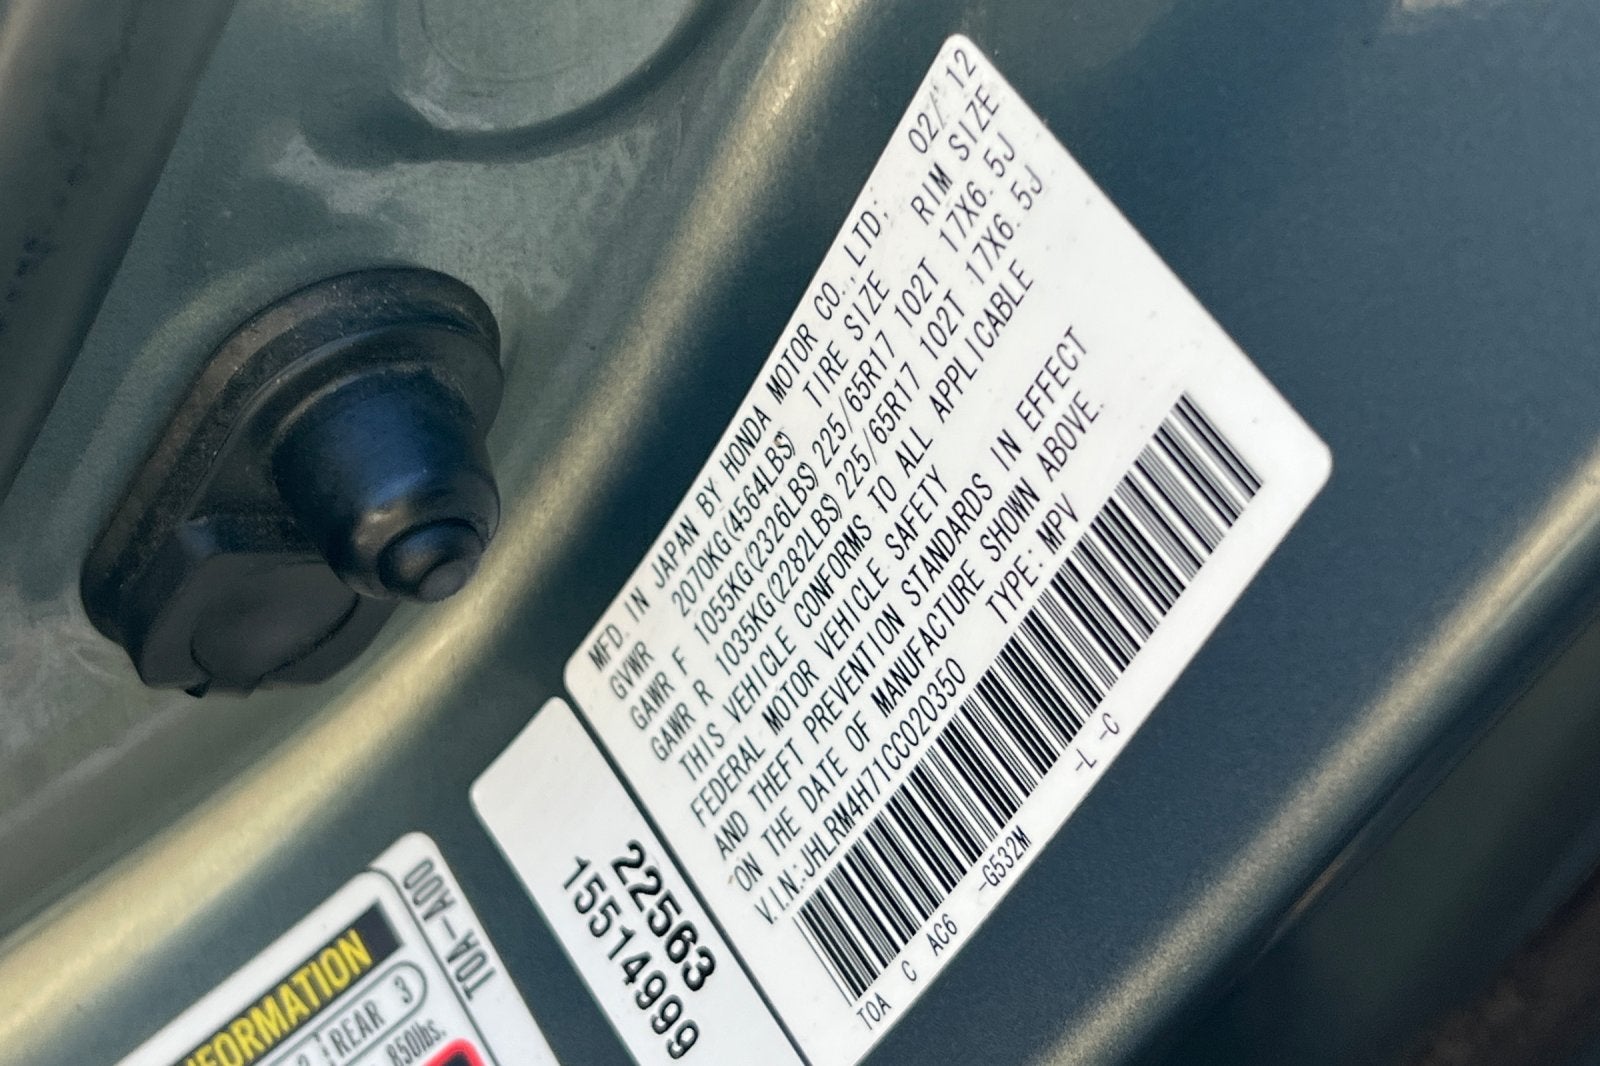 MFD. IN JAPAN BY HONDA MOTOR CO., LTD; 02/ 12
GVWR 2070KG(4564LBS) TIRE SIZE RIM SIZE
GAWR F 1055KG(2326LBS) 225/65R17 102T 17X6.5J
GAWR R 1035KG(2282LBS) 225/65R17 102T 17X6.5J
THIS VEHICLE CONFORMS TO ALL APPLICABLE
FEDERAL MOTOR VEHICLE SAFETY
AND THEFT PREVENTION STANDARDS IN EFFECT
ON THE DATE OF MANUFACTURE SHOWN ABOVE.
V.I.N.:JHLRM4H71CC020350 TYPE: MPV
TOA C AC6 -G532M -L -C
22563
15514999
TOA-A00
REAR 3
850lbs.